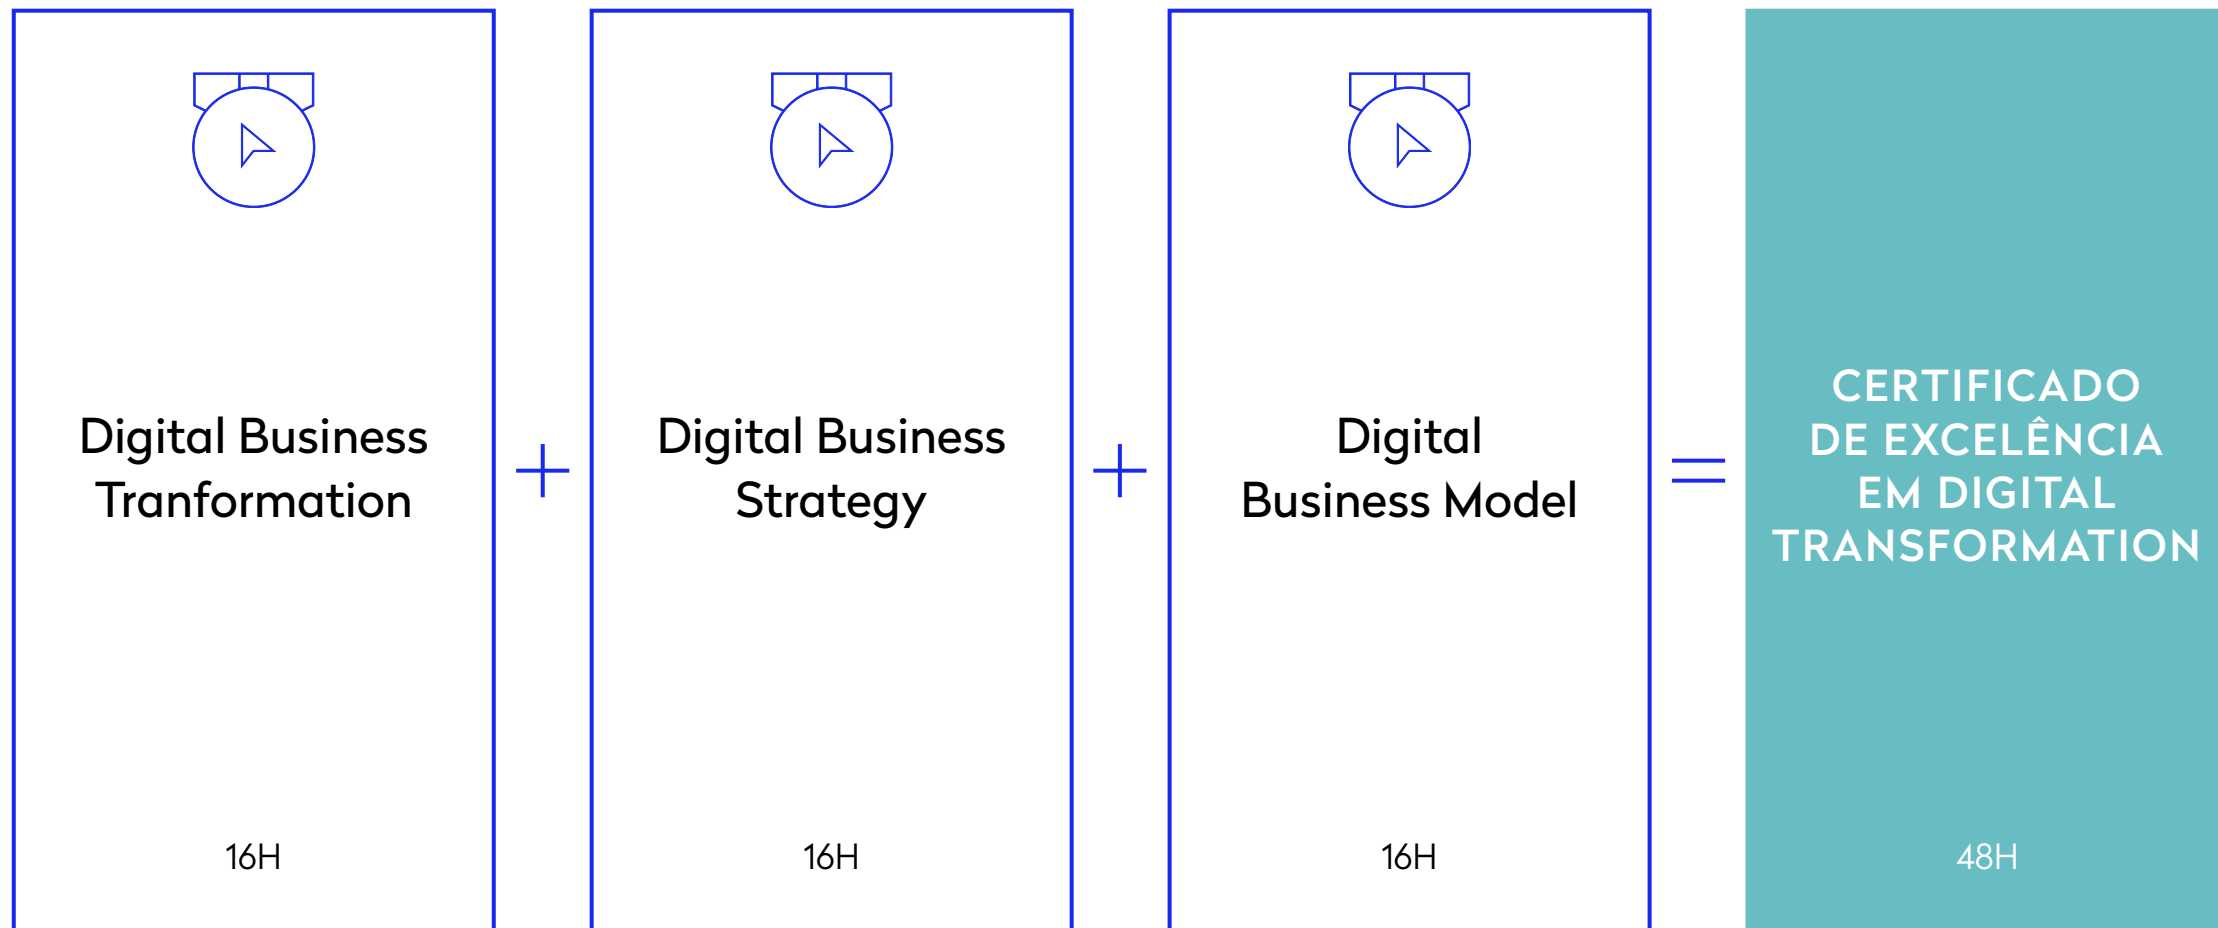 Digital Business
Tranformation
16H
+
Digital Business
Strategy
16H
+
Digital
Business Model
16H
=
CERTIFICADO
DE EXCELÊNCIA
EM DIGITAL
TRANSFORMATION
48H